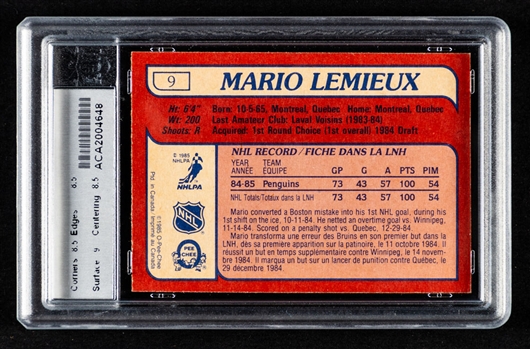 9
MARIO LEMIEUX
Ht: 6'4" Born: 10-5-65, Montreal, Quebec Home: Montreal, Quebec
Wt: 200 Last Amateur Club: Laval Voisins (1983-84)
Shoots: R Acquired: 1st Round Choice (1st overall) 1984 Draft
NHL RECORD/FICHE DANS LA LNH
YEAR TEAM
ANNÉE ÉQUIPE GP G A PTS PIM
84-85 Penguins 73 43 57 100 54
NHL Totals/Totaux dans la LNH 73 43 57 100 54
Mario converted a Boston mistake into his 1st NHL goal, during his
1st shift on the ice, 10-11-84. He netted an overtime goal vs. Winnipeg,
11-14-84. Scored on a penalty shot vs. Quebec, 12-29-84.
Mario transforma une erreur des Bruins en son premier but dans la
LNH, dès sa première apparition sur la patinoire, le 11 octobre 1984. Il
réussit un but en temps supplémentaire contre Winnipeg, le 14 novem-
bre 1984. Il marqua un but sur un lancer de punition contre Québec, le
29 décembre 1984.
© 1985
NHLPA
NHL
O
PEE
CHEE
© 1985 O-Pee-Chee
Ptd. in Canada Imprimé au Canada
Corners 8.5 Edges 8.5
Surface 9 Centering 8.5
ACA2004648